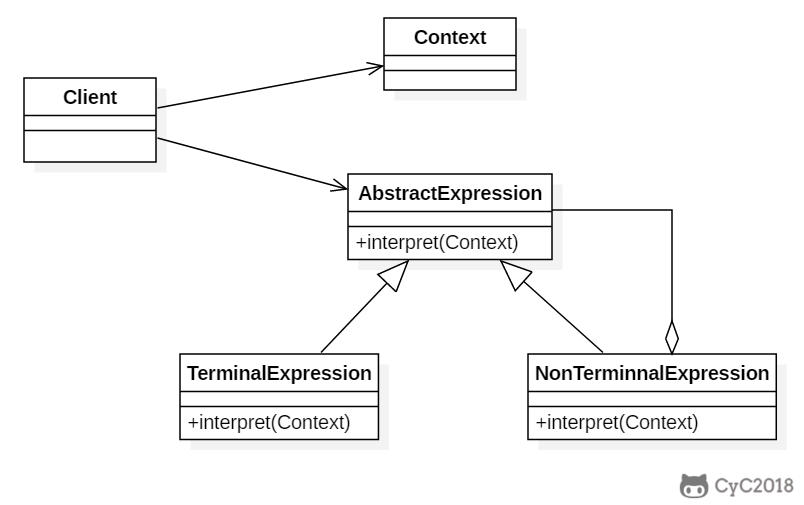 Context
Client
AbstractExpression
+interpret(Context)
TerminalExpression
+interpret(Context)
NonTerminnalExpression
+interpret(Context)
CyC2018